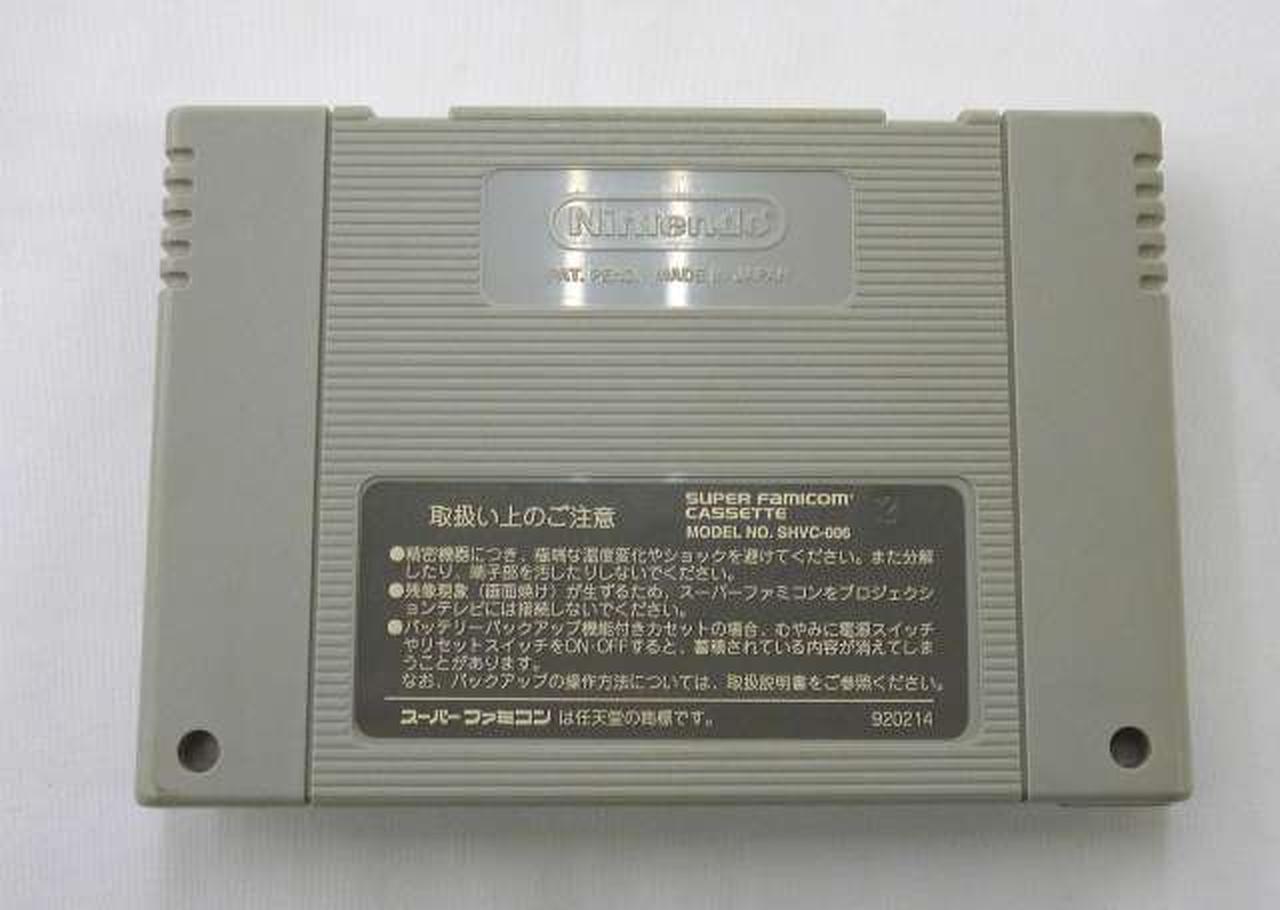 Nintendo
PAT. PEND. MADE IN JAPAN
取扱い上のご注意
SUPER FAMICOM
CASSETTE
MODEL NO. SHVC-006
●精密機器につき、極端な温度変化やショックを避けてください。また分解
したり、端子部を汚したりしないでください。
●残像現象（画面焼け）が生ずるため、スーパーファミコンをプロジェクシ
ョンテレビには接続しないでください。
●バッテリーバックアップ機能付きカセットの場合、むやみに電源スイッチ
やリセットスイッチをON・OFFすると、蓄積されている内容が消えてしま
うことがあります。
なお、バックアップの操作方法については、取扱説明書をご参照ください。
スーパーファミコン は任天堂の商標です。
920214